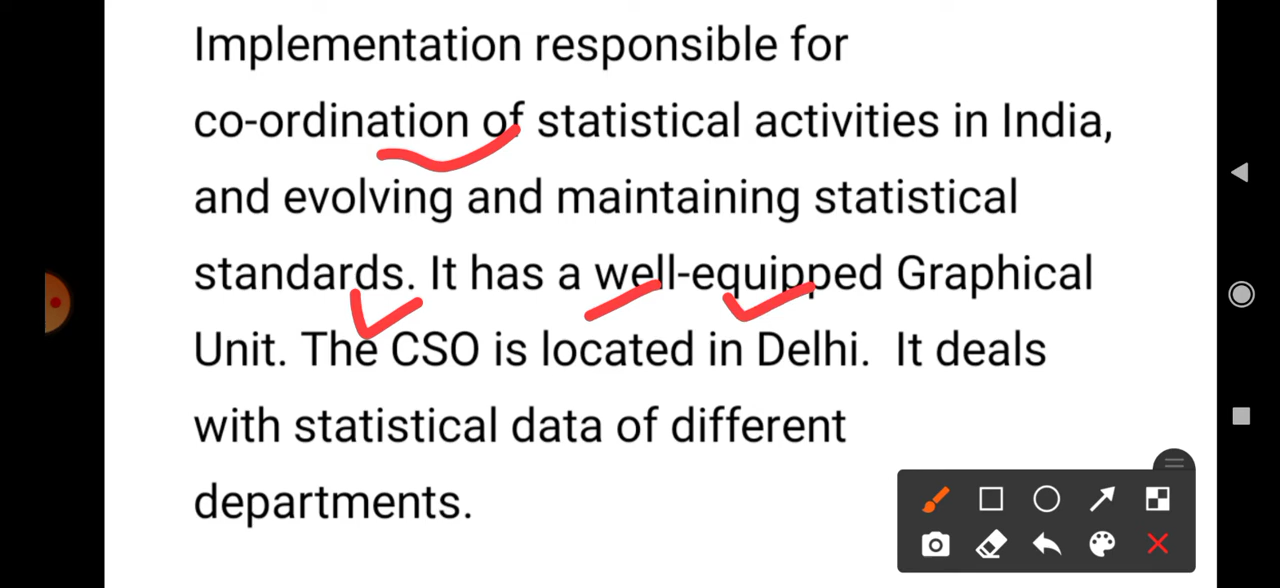 Implementation responsible for
co-ordination of statistical activities in India,
and evolving and maintaining statistical
standards. It has a well-equipped Graphical
Unit. The CSO is located in Delhi. It deals
with statistical data of different
departments.